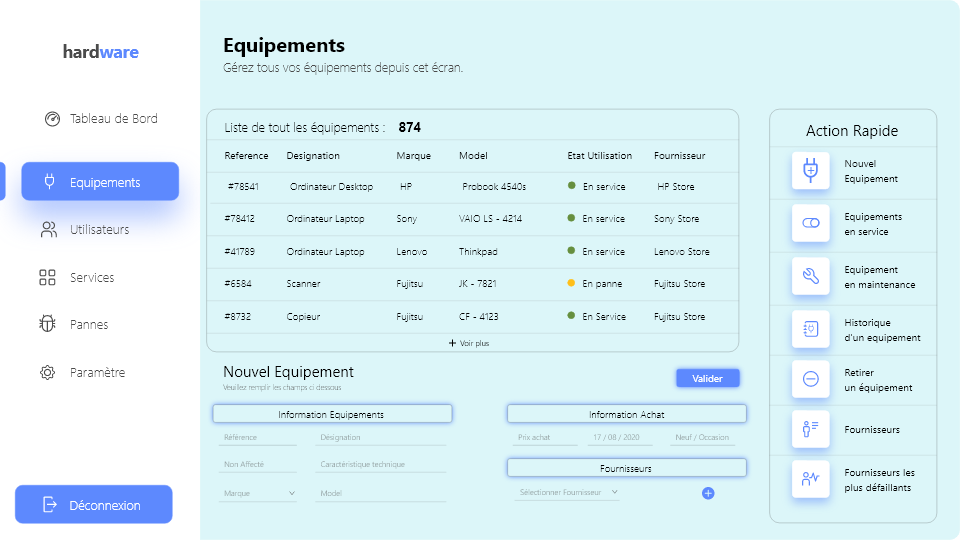 hardware
Tableau de Bord
Equipements
Utilisateurs
Services
Pannes
Paramètre
Déconnexion
Equipements
Gérez tous vos équipements depuis cet écran.
Liste de tout les équipements : 874
Reference Designation Marque Model Etat Utilisation Fournisseur
#78541 Ordinateur Desktop HP Probook 4540s En service HP Store
#78412 Ordinateur Laptop Sony VAIO LS - 4214 En service Sony Store
#41789 Ordinateur Laptop Lenovo Thinkpad En service Lenovo Store
#6584 Scanner Fujitsu JK - 7821 En panne Fujitsu Store
#8732 Copieur Fujitsu CF - 4123 En Service Fujitsu Store
+ Voir plus
Nouvel Equipement
Veuillez remplir les champs ci dessous
Valider
Information Equipements
Référence Désignation
Non Affecté Caractéristique technique
Marque Model
Information Achat
Prix achat 17 / 08 / 2020 Neuf / Occasion
Fournisseurs
Sélectionner Fournisseur
Action Rapide
Nouvel
Equipement
Equipements
en service
Equipement
en maintenance
Historique
d'un equipement
Retirer
un équipement
Fournisseurs
Fournisseurs les
plus défaillants